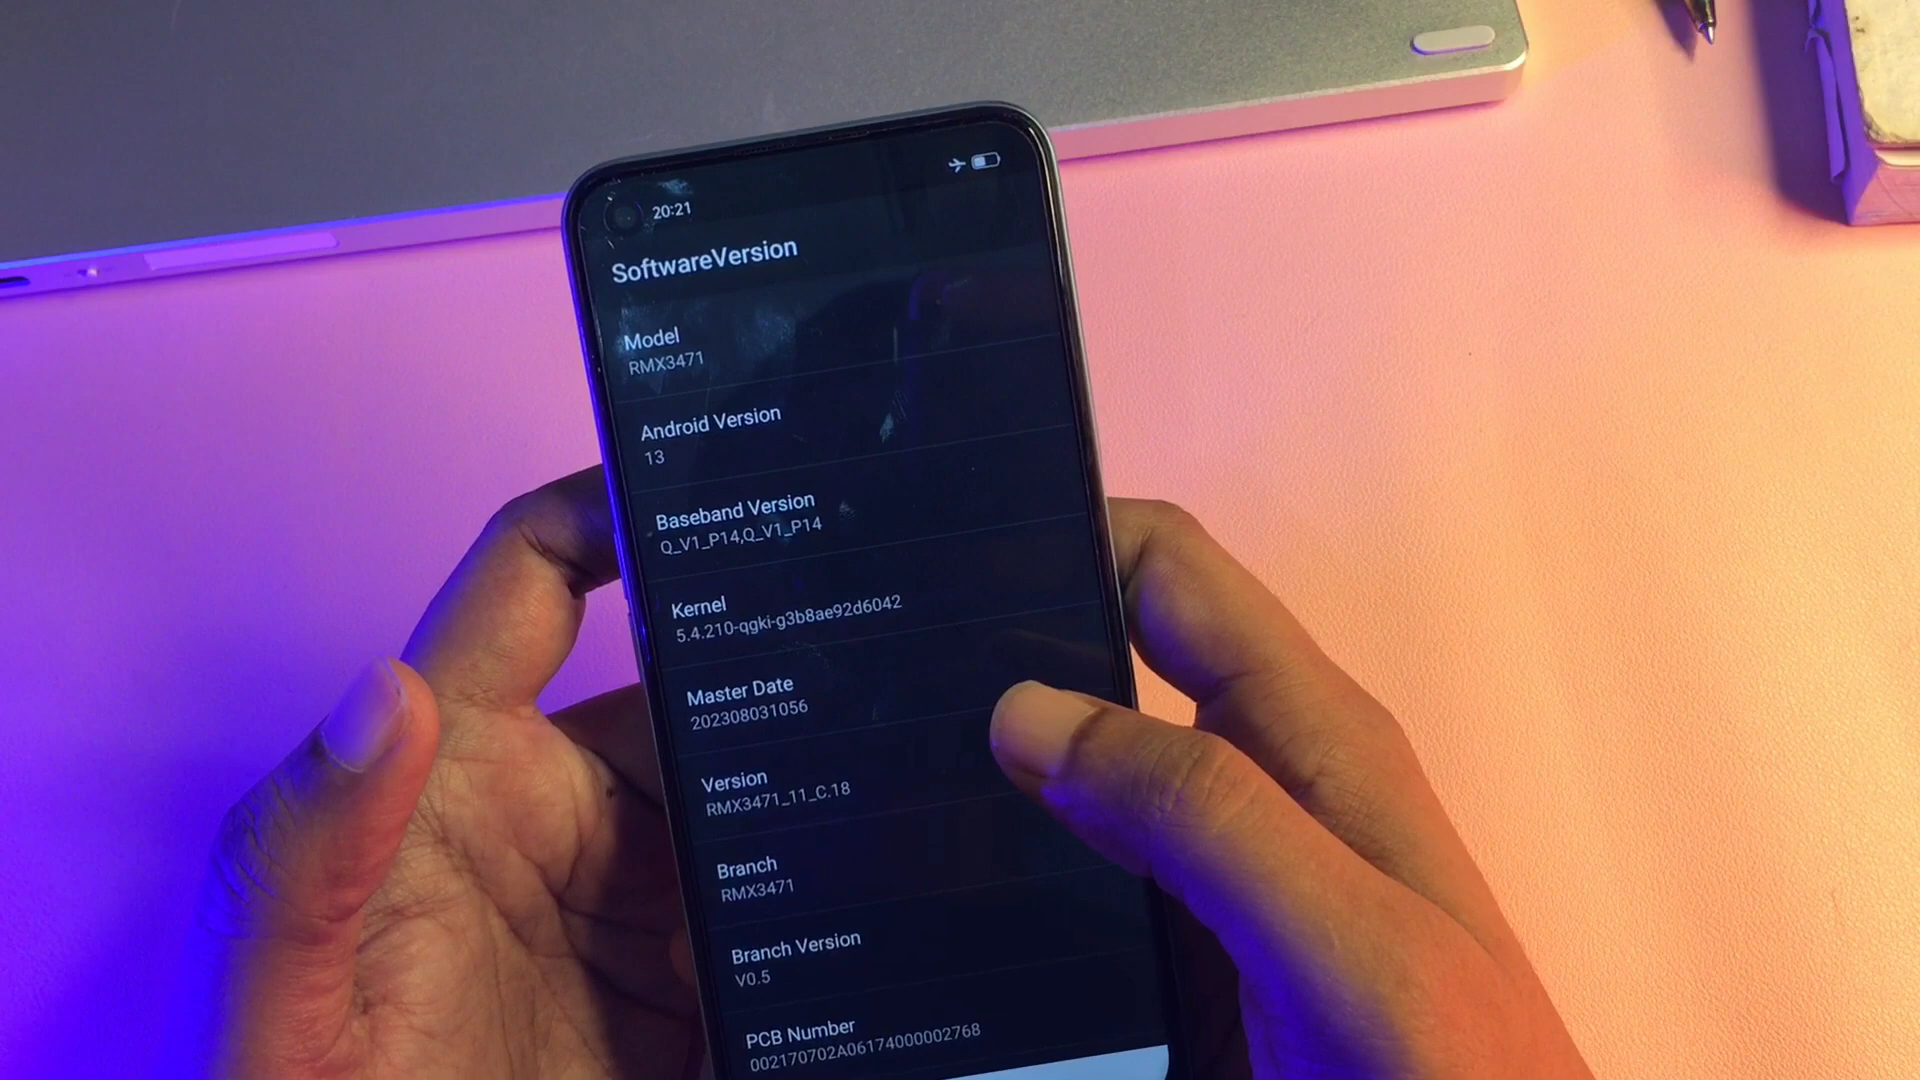 20:21
SoftwareVersion
Model
RMX3471
Android Version
13
Baseband Version
Q_V1_P14,Q_V1_P14
Kernel
5.4.210-qgki-g3b8ae92d6042
Master Date
202308031056
Version
RMX3471_11_C.18
Branch
RMX3471
Branch Version
V0.5
PCB Number
002170702A06174000002768